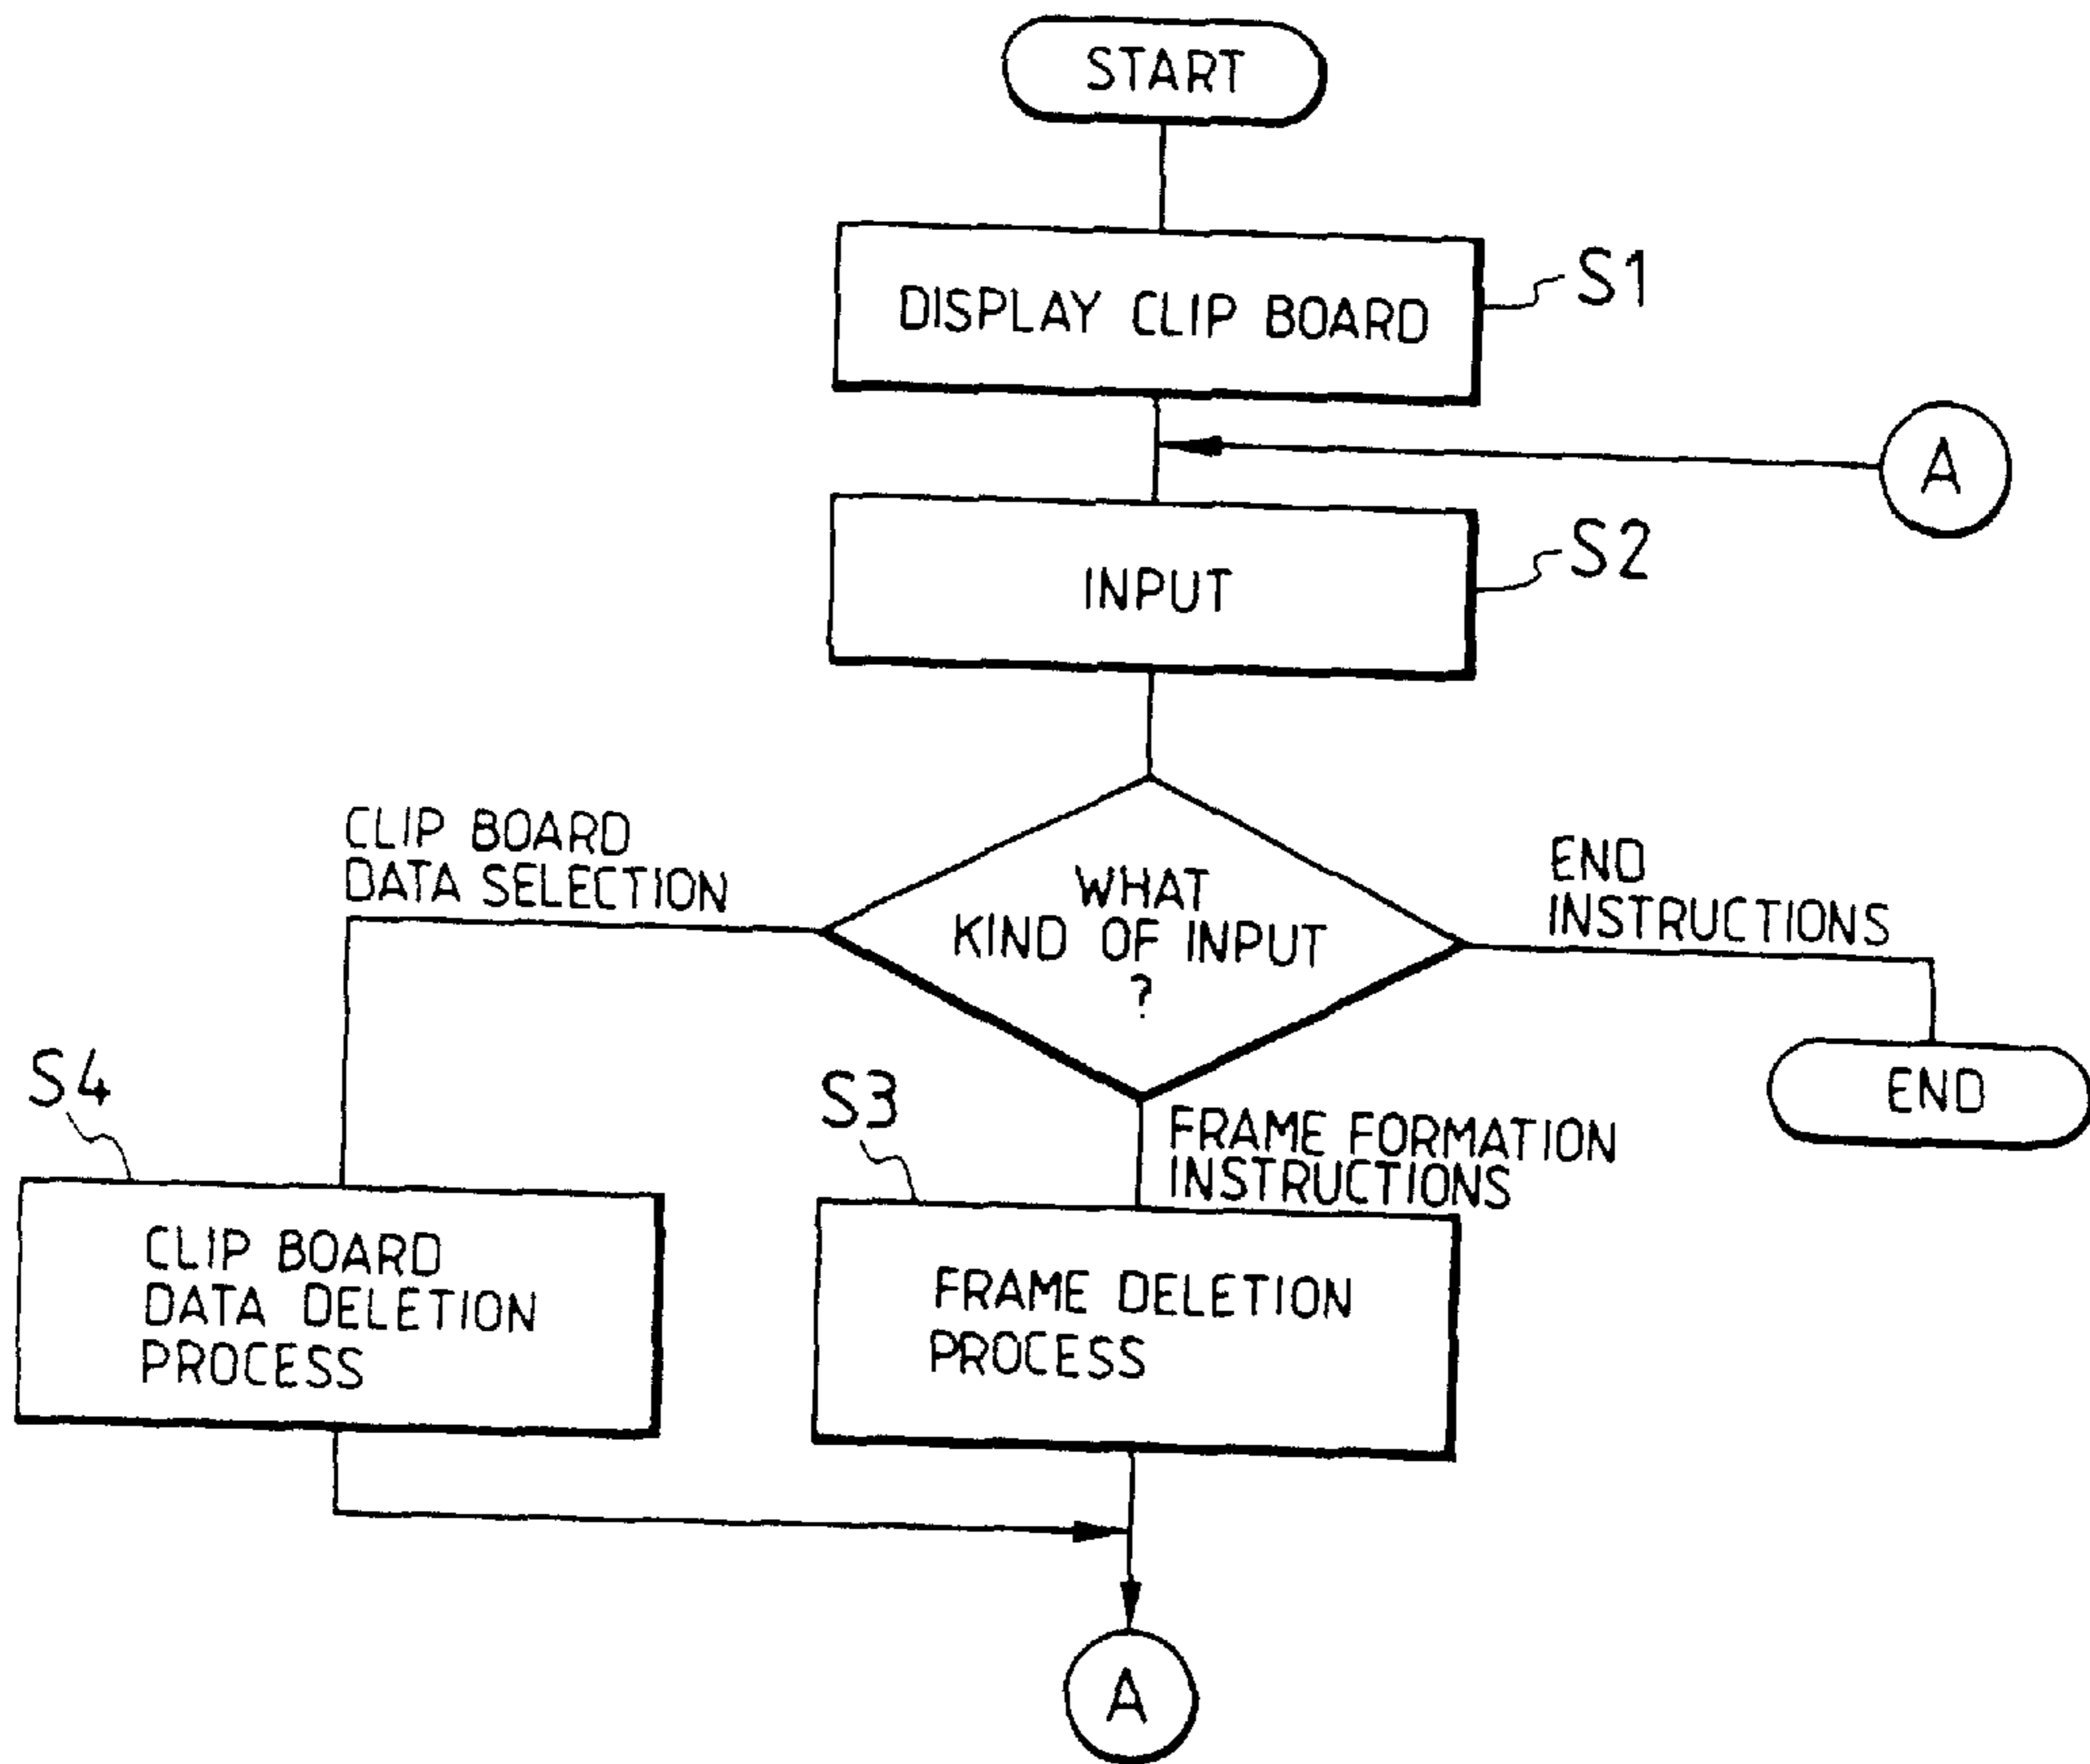 START
DISPLAY CLIP BOARD
S1
A
INPUT
S2
CLIP BOARD
DATA SELECTION
WHAT
KIND OF INPUT
?
END
INSTRUCTIONS
END
S4
S3
FRAME FORMATION
INSTRUCTIONS
CLIP BOARD
DATA DELETION
PROCESS
FRAME DELETION
PROCESS
A